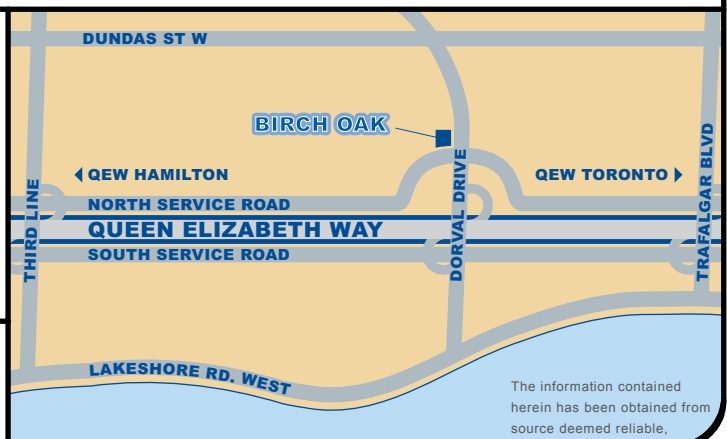 DUNDAS ST W
BIRCH OAK
QEW HAMILTON
QEW TORONTO
NORTH SERVICE ROAD
QUEEN ELIZABETH WAY
SOUTH SERVICE ROAD
THIRD LINE
DORVAL DRIVE
TRAFALGAR BLVD
LAKESHORE RD. WEST
The information contained
herein has been obtained from
source deemed reliable,